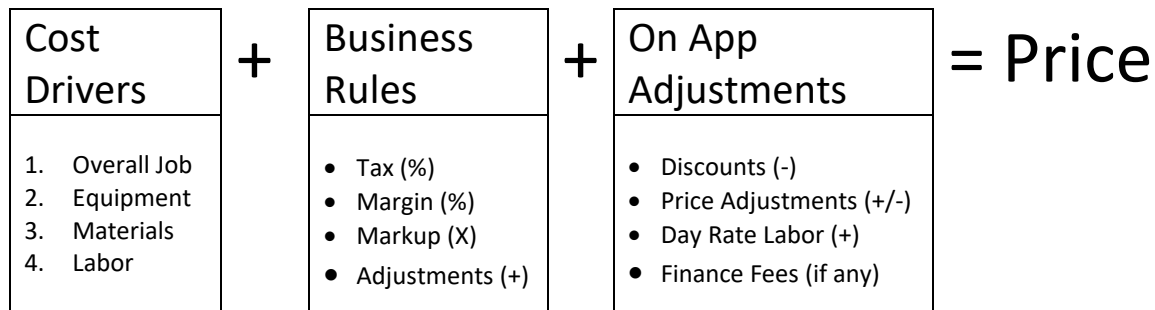 Cost
Drivers
+
Business
Rules
+
On App
Adjustments
= Price
1. Overall Job
2. Equipment
3. Materials
4. Labor
• Tax (%)
• Margin (%)
• Markup (X)
• Adjustments (+)
• Discounts (-)
• Price Adjustments (+/-)
• Day Rate Labor (+)
• Finance Fees (if any)